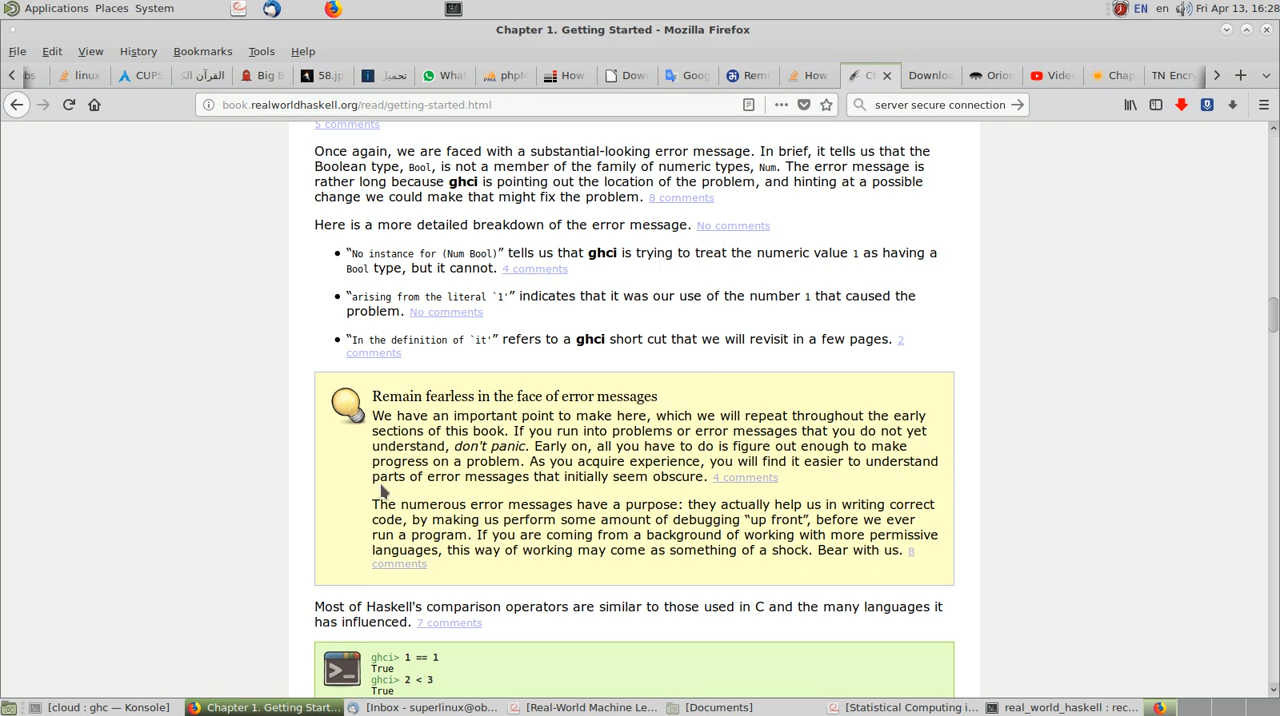 Applications Places System EN en Fri Apr 13, 16:28
Chapter 1. Getting Started - Mozilla Firefox
File Edit View History Bookmarks Tools Help
bs linux CUPS القرآن ال Big B 58.jp تحميل What phpM How Dow Goog Remi How Ch Downloa Orior Video Chap TN Encry
book.realworldhaskell.org/read/getting-started.html server secure connection
5 comments
Once again, we are faced with a substantial-looking error message. In brief, it tells us that the
Boolean type, Bool, is not a member of the family of numeric types, Num. The error message is
rather long because ghci is pointing out the location of the problem, and hinting at a possible
change we could make that might fix the problem. 8 comments
Here is a more detailed breakdown of the error message. No comments
• “No instance for (Num Bool)” tells us that ghci is trying to treat the numeric value 1 as having a
Bool type, but it cannot. 4 comments
• “arising from the literal `1'” indicates that it was our use of the number 1 that caused the
problem. No comments
• “In the definition of `it'” refers to a ghci short cut that we will revisit in a few pages. 2
comments
Remain fearless in the face of error messages
We have an important point to make here, which we will repeat throughout the early
sections of this book. If you run into problems or error messages that you do not yet
understand, don't panic. Early on, all you have to do is figure out enough to make
progress on a problem. As you acquire experience, you will find it easier to understand
parts of error messages that initially seem obscure. 4 comments
The numerous error messages have a purpose: they actually help us in writing correct
code, by making us perform some amount of debugging “up front”, before we ever
run a program. If you are coming from a background of working with more permissive
languages, this way of working may come as something of a shock. Bear with us. 8
comments
Most of Haskell's comparison operators are similar to those used in C and the many languages it
has influenced. 7 comments
ghci> 1 == 1
True
ghci> 2 < 3
True
[cloud : ghc — Konsole] Chapter 1. Getting Start... [Inbox - superlinux@ob... [Real-World Machine Le... [Documents] [Statistical Computing i... real_world_haskell : rec...